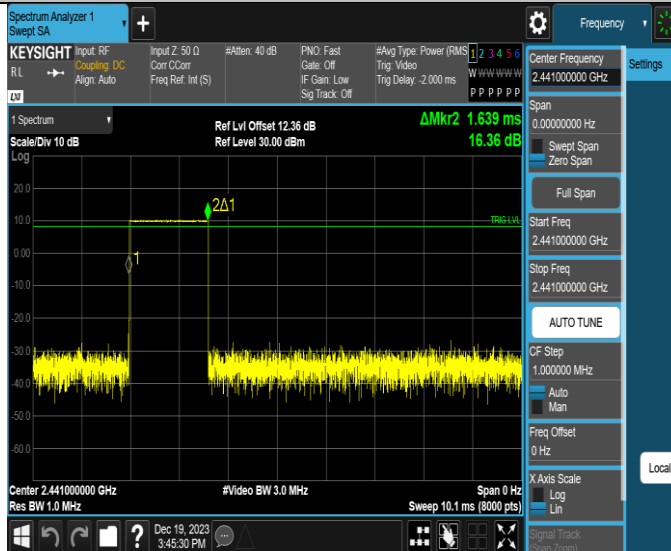 Spectrum Analyzer 1
Swept SA
Frequency
KEYSIGHT Input: RF Input Z: 50 Ω #Atten: 40 dB PNO: Fast #Avg Type: Power (RMS 1 2 3 4 5 6
RL Coupling: DC Corr CCorr Gate: Off Trig: Video
Align: Auto Freq Ref: Int (S) IF Gain: Low Trig Delay: -2.000 ms W W W W W W
Sig Track: Off
LXI P P P P P P
1 Spectrum
Scale/Div 10 dB
Log
Ref Lvl Offset 12.36 dB
Ref Level 30.00 dBm
ΔMkr2 1.639 ms
16.36 dB
20.0
10.0
0.00
-20.0
-30.0
-40.0
-50.0
-60.0
2Δ1
TRIG LVL
1
Center 2.441000000 GHz #Video BW 3.0 MHz Span 0 Hz
Res BW 1.0 MHz Sweep 10.1 ms (8000 pts)
Center Frequency
2.441000000 GHz
Settings
Span
0.00000000 Hz
Swept Span
Zero Span
Full Span
Start Freq
2.441000000 GHz
Stop Freq
2.441000000 GHz
AUTO TUNE
CF Step
1.000000 MHz
Auto
Man
Freq Offset
0 Hz
Local
X Axis Scale
Log
Lin
Signal Track
(Span Zoom)
Dec 19, 2023
3:45:30 PM